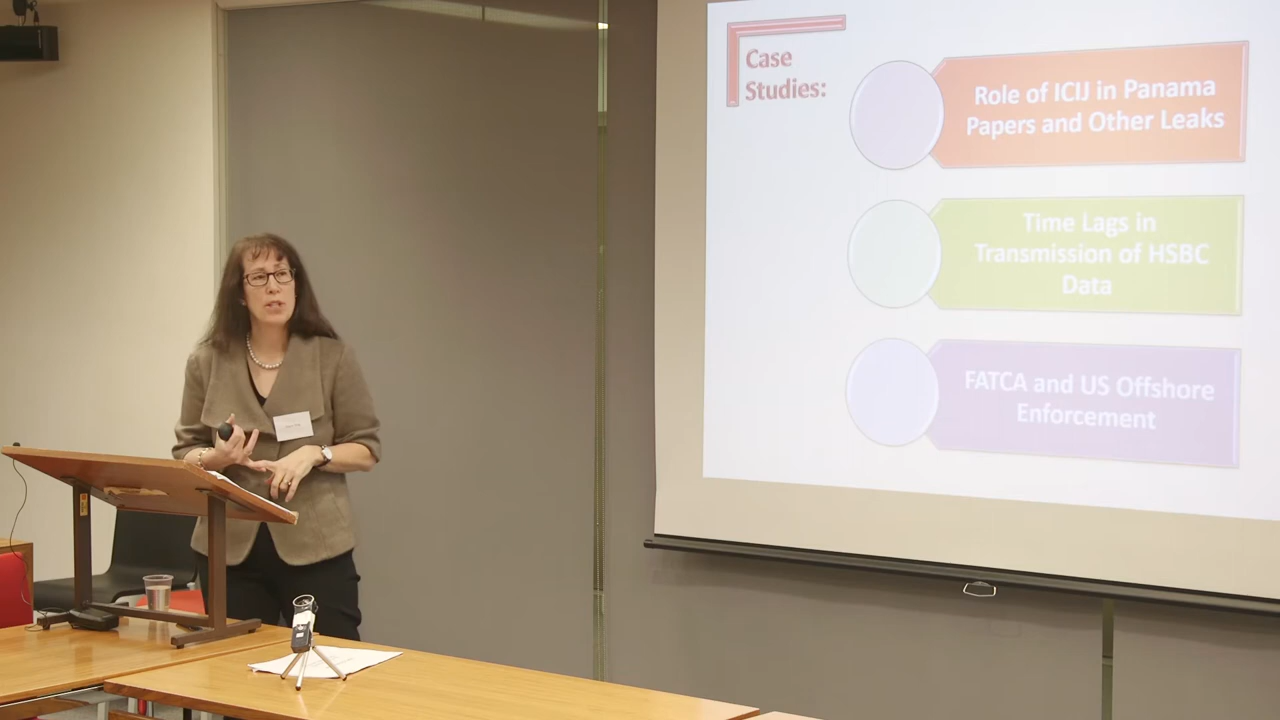 Case
Studies:
Role of ICIJ in Panama
Papers and Other Leaks
Time Lags in
Transmission of HSBC
Data
FATCA and US Offshore
Enforcement